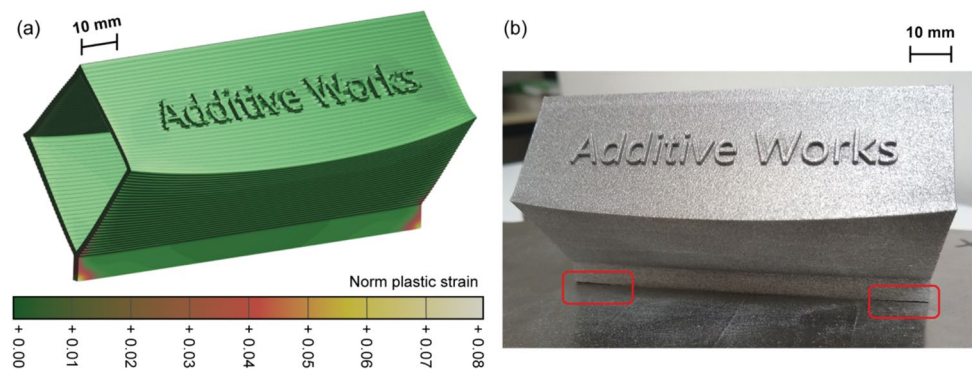 (a)
10 mm
Additive Works
Norm plastic strain
+ 0.00
+ 0.01
+ 0.02
+ 0.03
+ 0.04
+ 0.05
+ 0.06
+ 0.07
+ 0.08
(b)
10 mm
Additive Works